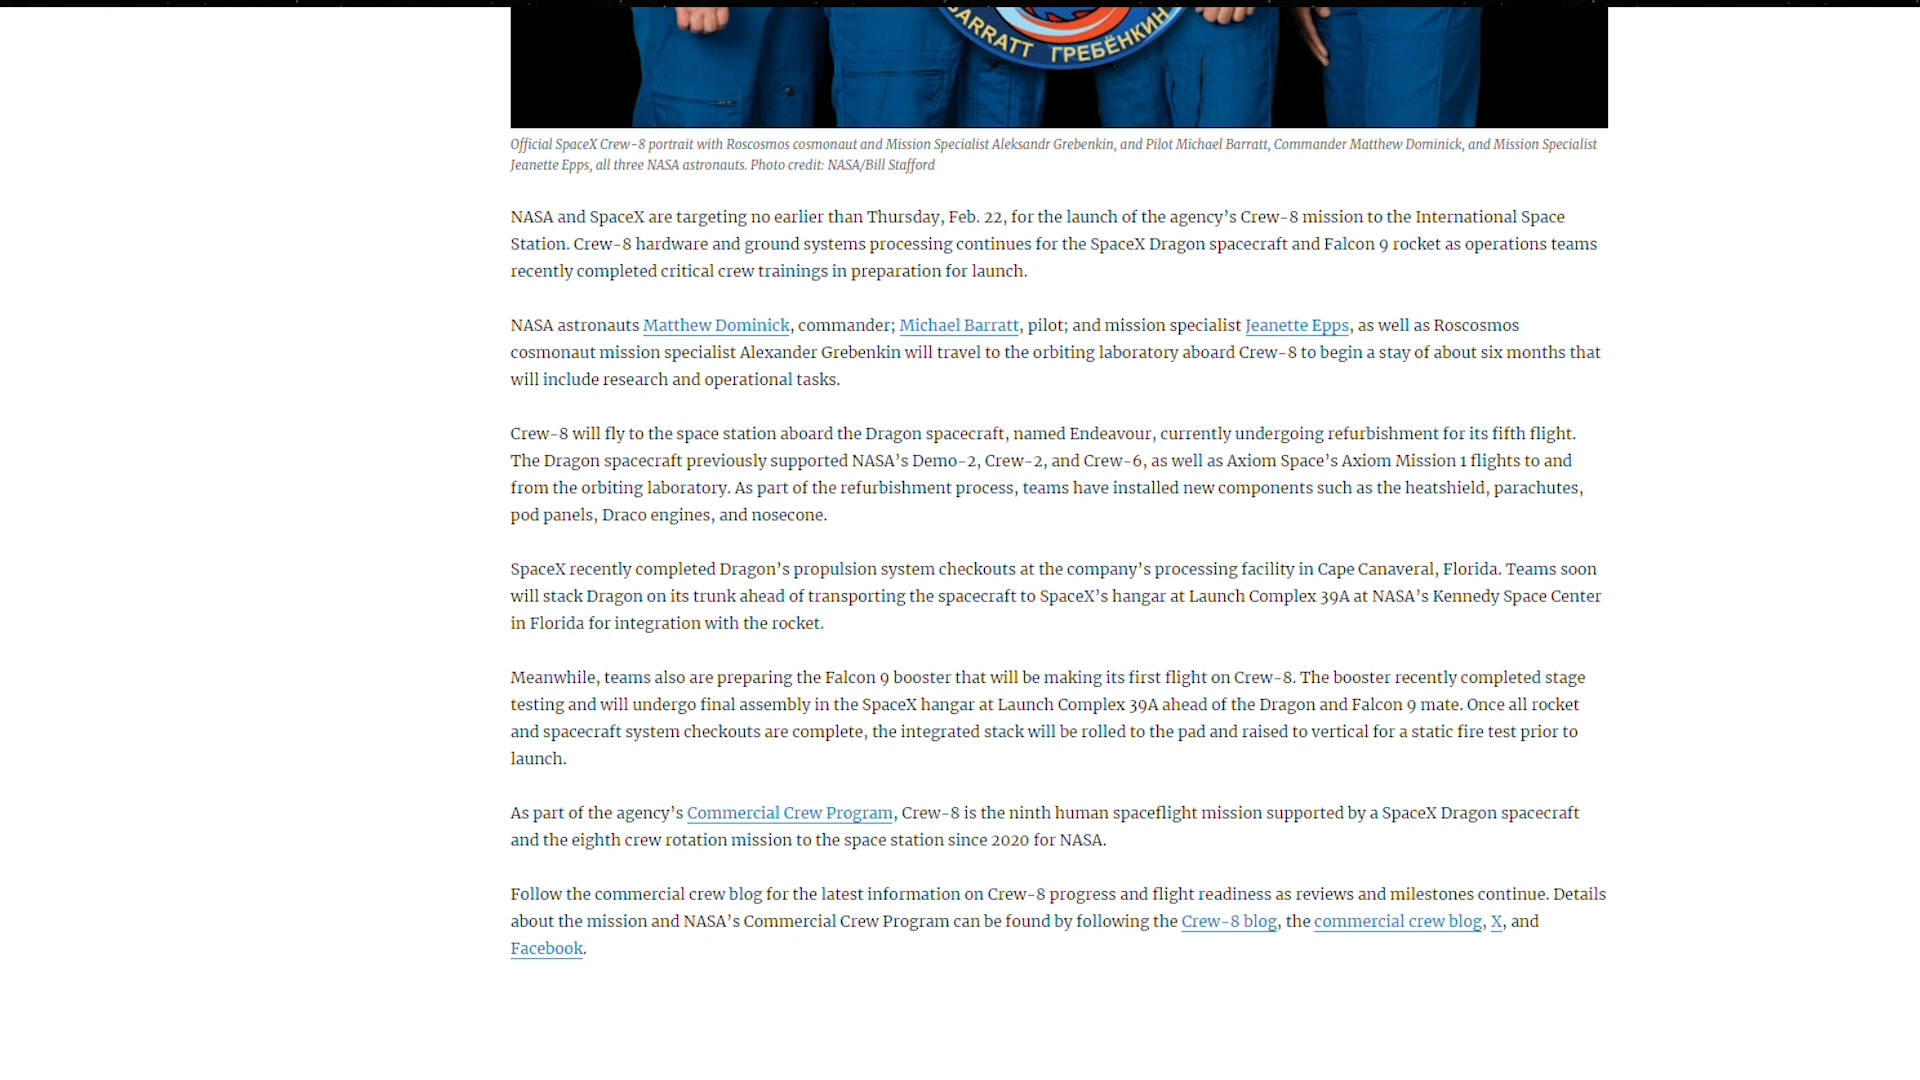 BARRATT ГРЕБЁНКИН
Official SpaceX Crew-8 portrait with Roscosmos cosmonaut and Mission Specialist Aleksandr Grebenkin, and Pilot Michael Barratt, Commander Matthew Dominick, and Mission Specialist
Jeanette Epps, all three NASA astronauts. Photo credit: NASA/Bill Stafford
NASA and SpaceX are targeting no earlier than Thursday, Feb. 22, for the launch of the agency’s Crew-8 mission to the International Space
Station. Crew-8 hardware and ground systems processing continues for the SpaceX Dragon spacecraft and Falcon 9 rocket as operations teams
recently completed critical crew trainings in preparation for launch.
NASA astronauts Matthew Dominick, commander; Michael Barratt, pilot; and mission specialist Jeanette Epps, as well as Roscosmos
cosmonaut mission specialist Alexander Grebenkin will travel to the orbiting laboratory aboard Crew-8 to begin a stay of about six months that
will include research and operational tasks.
Crew-8 will fly to the space station aboard the Dragon spacecraft, named Endeavour, currently undergoing refurbishment for its fifth flight.
The Dragon spacecraft previously supported NASA’s Demo-2, Crew-2, and Crew-6, as well as Axiom Space’s Axiom Mission 1 flights to and
from the orbiting laboratory. As part of the refurbishment process, teams have installed new components such as the heatshield, parachutes,
pod panels, Draco engines, and nosecone.
SpaceX recently completed Dragon’s propulsion system checkouts at the company’s processing facility in Cape Canaveral, Florida. Teams soon
will stack Dragon on its trunk ahead of transporting the spacecraft to SpaceX’s hangar at Launch Complex 39A at NASA’s Kennedy Space Center
in Florida for integration with the rocket.
Meanwhile, teams also are preparing the Falcon 9 booster that will be making its first flight on Crew-8. The booster recently completed stage
testing and will undergo final assembly in the SpaceX hangar at Launch Complex 39A ahead of the Dragon and Falcon 9 mate. Once all rocket
and spacecraft system checkouts are complete, the integrated stack will be rolled to the pad and raised to vertical for a static fire test prior to
launch.
As part of the agency’s Commercial Crew Program, Crew-8 is the ninth human spaceflight mission supported by a SpaceX Dragon spacecraft
and the eighth crew rotation mission to the space station since 2020 for NASA.
Follow the commercial crew blog for the latest information on Crew-8 progress and flight readiness as reviews and milestones continue. Details
about the mission and NASA’s Commercial Crew Program can be found by following the Crew-8 blog, the commercial crew blog, X, and
Facebook.